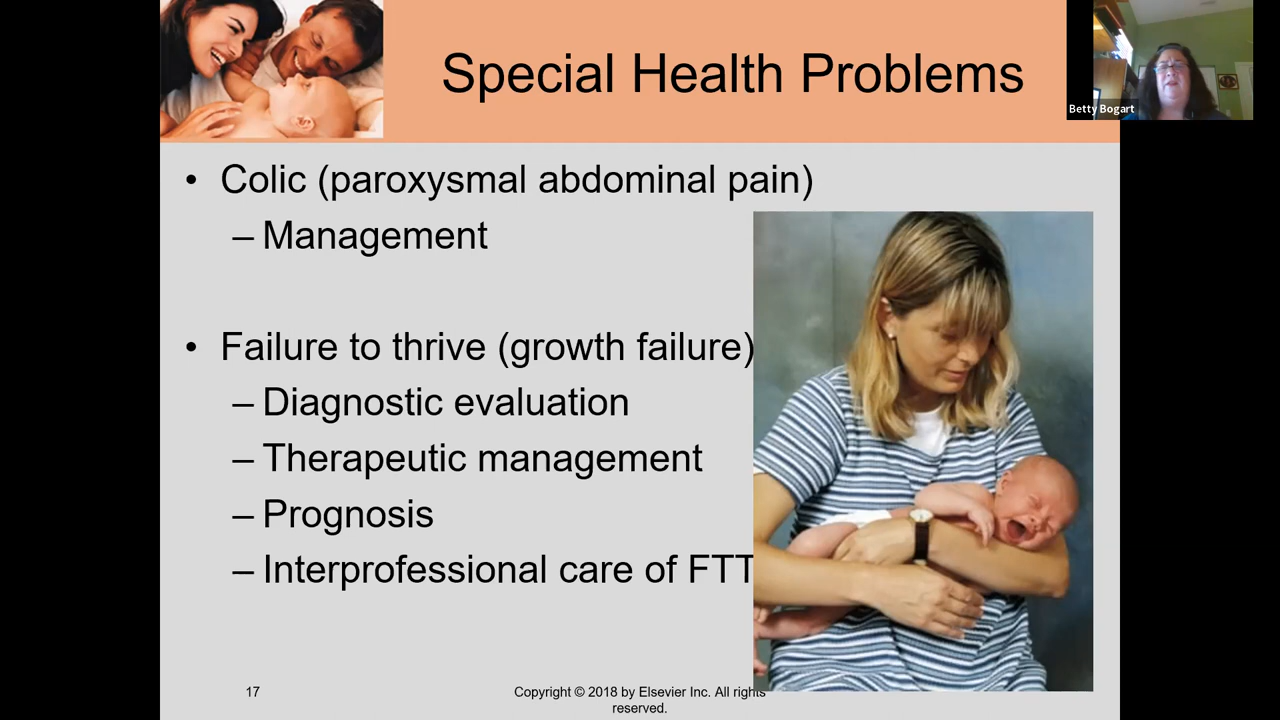 Special Health Problems
Betty Bogart
• Colic (paroxysmal abdominal pain)
– Management
• Failure to thrive (growth failure)
– Diagnostic evaluation
– Therapeutic management
– Prognosis
– Interprofessional care of FTT
17
Copyright © 2018 by Elsevier Inc. All rights
reserved.